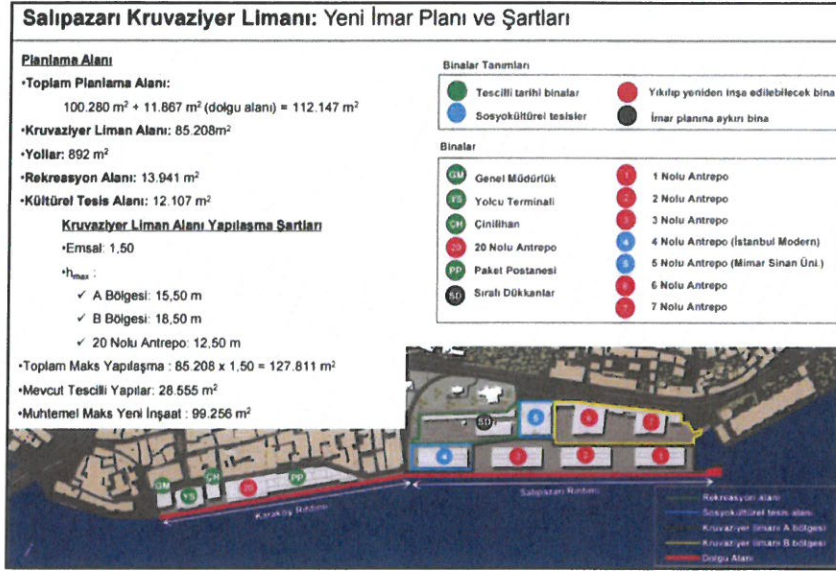 Salıpazarı Kruvaziyer Limanı: Yeni İmar Planı ve Şartları
Planlama Alanı
•Toplam Planlama Alanı:
100.280 m² + 11.867 m² (dolgu alanı) = 112.147 m²
•Kruvaziyer Liman Alanı: 85.208m²
•Yollar: 892 m²
•Rekreasyon Alanı: 13.941 m²
•Kültürel Tesis Alanı: 12.107 m²
Kruvaziyer Liman Alanı Yapılaşma Şartları
•Emsal: 1,50
•hmax :
✓ A Bölgesi: 15,50 m
✓ B Bölgesi: 18,50 m
✓ 20 Nolu Antrepo: 12,50 m
•Toplam Maks Yapılaşma : 85.208 x 1,50 = 127.811 m²
•Mevcut Tescilli Yapılar: 28.555 m²
•Muhtemel Maks Yeni İnşaat : 99.256 m²
Binalar Tanımları
Tescilli tarihi binalar
Yıkılıp yeniden inşa edilebilecek bina
Sosyokültürel tesisler
İmar planına aykırı bina
Binalar
GM Genel Müdürlük
YS Yolcu Terminali
ÇH Çinilihan
20 20 Nolu Antrepo
PP Paket Postanesi
SD Sıralı Dükkanlar
1 1 Nolu Antrepo
2 2 Nolu Antrepo
3 3 Nolu Antrepo
4 4 Nolu Antrepo (İstanbul Modern)
5 5 Nolu Antrepo (Mimar Sinan Üni.)
6 6 Nolu Antrepo
7 7 Nolu Antrepo
SD
5
6
7
4
3
2
1
GM
YS
ÇH
20
PP
Karaköy Rıhtımı
Salıpazarı Rıhtımı
Rekreasyon alanı
Sosyokültürel tesis alanı
Kruvaziyer limanı A bölgesi
Kruvaziyer limanı B bölgesi
Dolgu Alanı